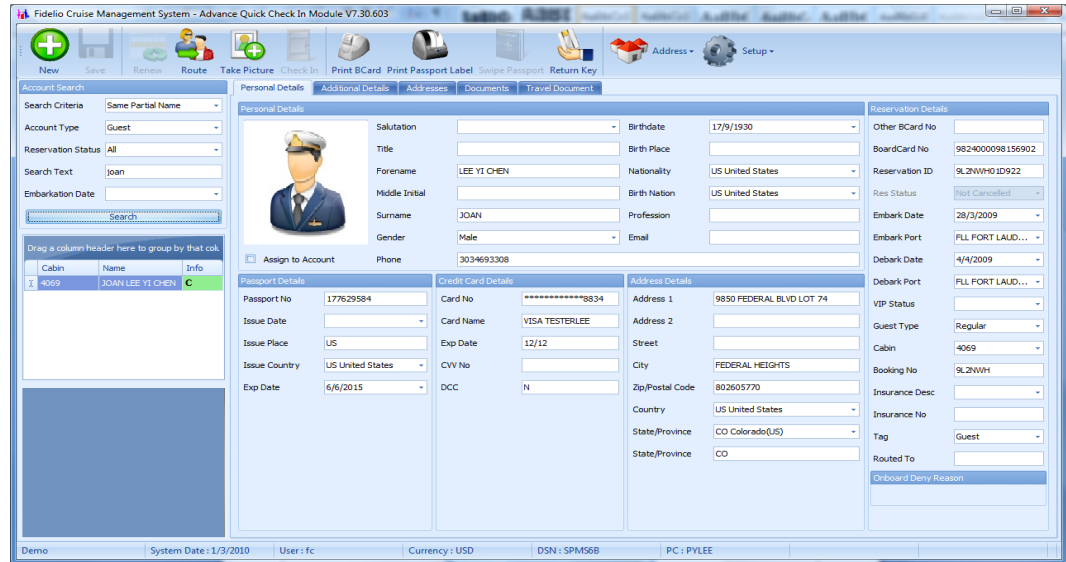 Fidelio Cruise Management System - Advance Quick Check In Module V7.30.603
New Save Renew Route Take Picture Check In Print BCard Print Passport Label Swipe Passport Return Key Address Setup
Account Search
Search Criteria Same Partial Name
Account Type Guest
Reservation Status All
Search Text joan
Embarkation Date
Search
Drag a column header here to group by that colu
Cabin Name Info
4069 JOAN LEE YI CHEN C
Personal Details Additional Details Addresses Documents Travel Document
Personal Details
Salutation
Title
Forename LEE YI CHEN
Middle Initial
Surname JOAN
Gender Male
Assign to Account Phone 3034693308
Birthdate 17/9/1930
Birth Place
Nationality US United States
Birth Nation US United States
Profession
Email
Passport Details
Passport No 177629584
Issue Date
Issue Place US
Issue Country US United States
Exp Date 6/6/2015
Credit Card Details
Card No ************8834
Card Name VISA TESTERLEE
Exp Date 12/12
CVV No
DCC N
Address Details
Address 1 9850 FEDERAL BLVD LOT 74
Address 2
Street
City FEDERAL HEIGHTS
Zip/Postal Code 802605770
Country US United States
State/Province CO Colorado(US)
State/Province CO
Reservation Details
Other BCard No
BoardCard No 9824000098156902
Reservation ID 9L2NWH01D922
Res Status Not Cancelled
Embark Date 28/3/2009
Embark Port FLL FORT LAUD...
Debark Date 4/4/2009
Debark Port FLL FORT LAUD...
VIP Status
Guest Type Regular
Cabin 4069
Booking No 9L2NWH
Insurance Desc
Insurance No
Tag Guest
Routed To
Onboard Deny Reason
Demo System Date : 1/3/2010 User : fc Currency : USD DSN : SPMS6B PC : PYLEE